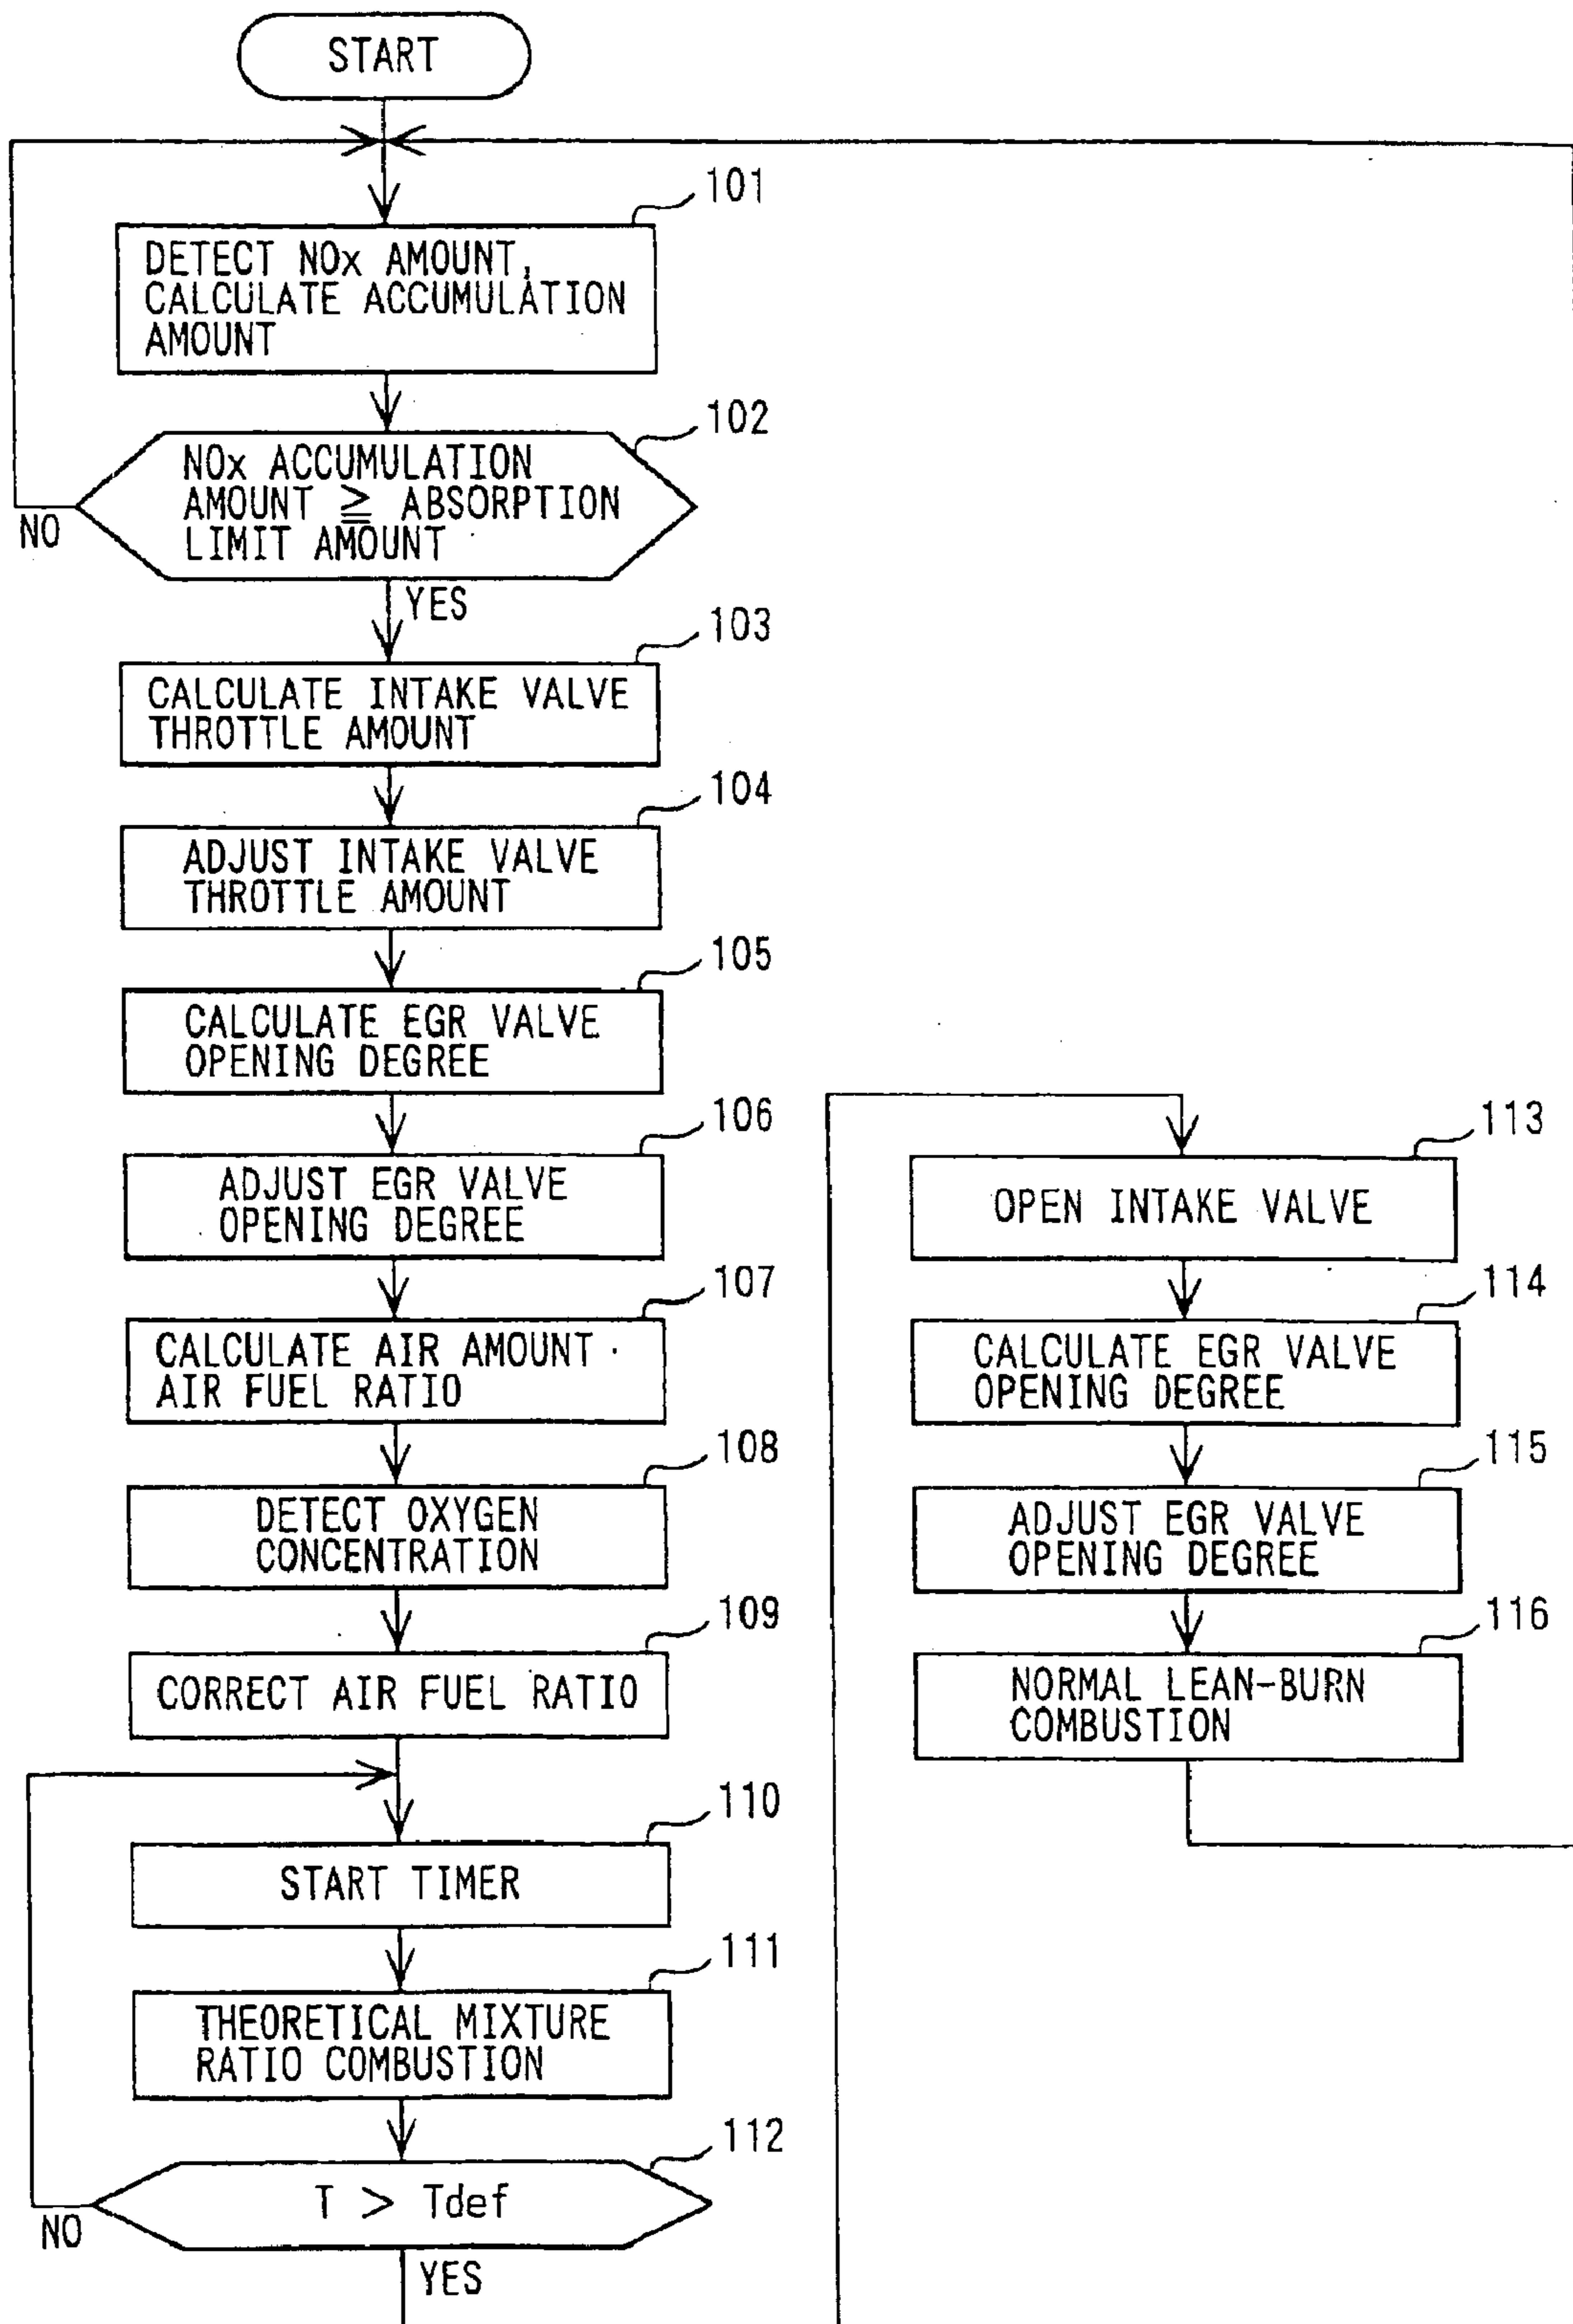 START
101
DETECT NOx AMOUNT,
CALCULATE ACCUMULATION
AMOUNT
102
NOx ACCUMULATION
AMOUNT ≧ ABSORPTION
LIMIT AMOUNT
NO
YES
103
CALCULATE INTAKE VALVE
THROTTLE AMOUNT
104
ADJUST INTAKE VALVE
THROTTLE AMOUNT
105
CALCULATE EGR VALVE
OPENING DEGREE
106
ADJUST EGR VALVE
OPENING DEGREE
107
CALCULATE AIR AMOUNT ·
AIR FUEL RATIO
108
DETECT OXYGEN
CONCENTRATION
109
CORRECT AIR FUEL RATIO
110
START TIMER
111
THEORETICAL MIXTURE
RATIO COMBUSTION
112
T > Tdef
NO
YES
113
OPEN INTAKE VALVE
114
CALCULATE EGR VALVE
OPENING DEGREE
115
ADJUST EGR VALVE
OPENING DEGREE
116
NORMAL LEAN-BURN
COMBUSTION